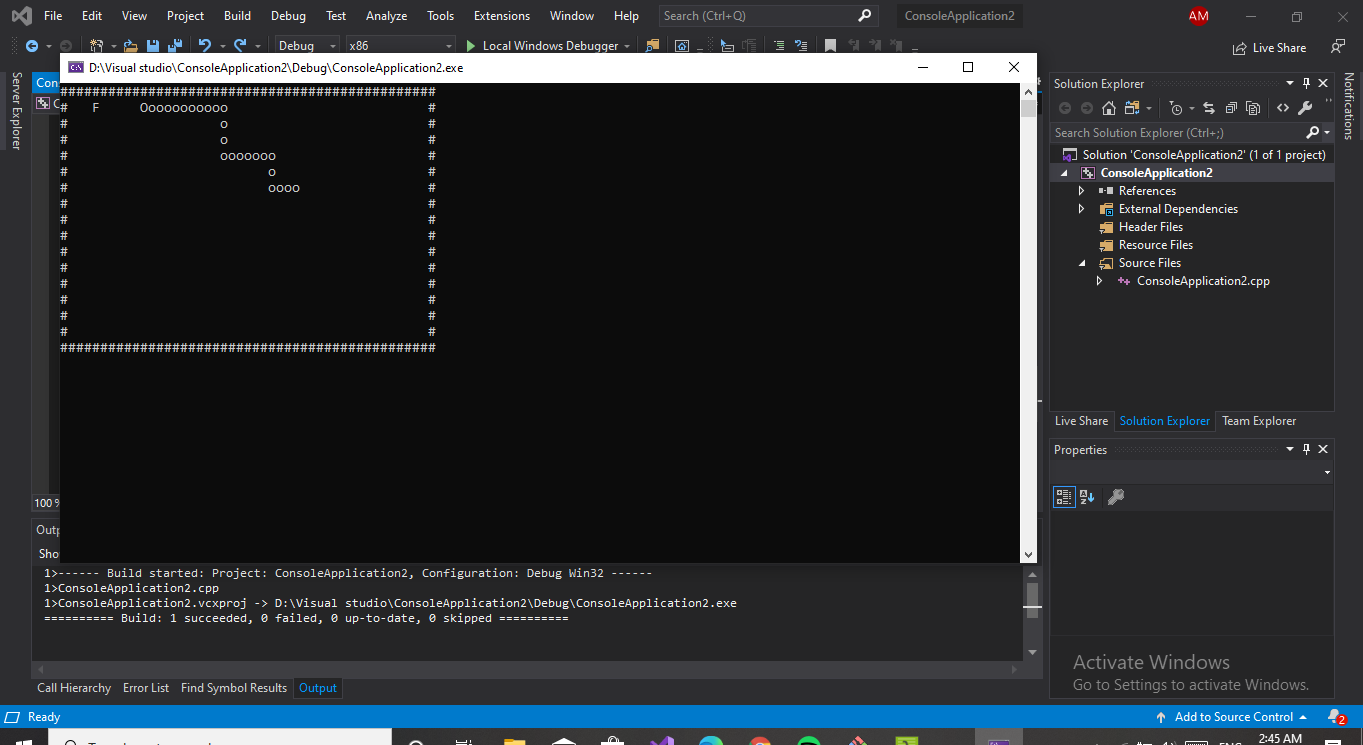 File Edit View Project Build Debug Test Analyze Tools Extensions Window Help Search (Ctrl+Q) ConsoleApplication2 AM
Debug x86 Local Windows Debugger Live Share
D:\Visual studio\ConsoleApplication2\Debug\ConsoleApplication2.exe
Server Explorer
Con
###############################################
#   F     Oooooooooooo                         #
#                   o                         #
#                   o                         #
#                   ooooooo                   #
#                         o                   #
#                         oooo                #
#                                             #
#                                             #
#                                             #
#                                             #
#                                             #
#                                             #
#                                             #
#                                             #
#                                             #
###############################################
Solution Explorer
Search Solution Explorer (Ctrl+;)
Solution 'ConsoleApplication2' (1 of 1 project)
ConsoleApplication2
References
External Dependencies
Header Files
Resource Files
Source Files
ConsoleApplication2.cpp
Notifications
Live Share Solution Explorer Team Explorer
Properties
100 %
Outp
Sho
1>------ Build started: Project: ConsoleApplication2, Configuration: Debug Win32 ------
1>ConsoleApplication2.cpp
1>ConsoleApplication2.vcxproj -> D:\Visual studio\ConsoleApplication2\Debug\ConsoleApplication2.exe
========== Build: 1 succeeded, 0 failed, 0 up-to-date, 0 skipped ==========
Call Hierarchy Error List Find Symbol Results Output
Activate Windows
Go to Settings to activate Windows.
Ready Add to Source Control 2
2:45 AM